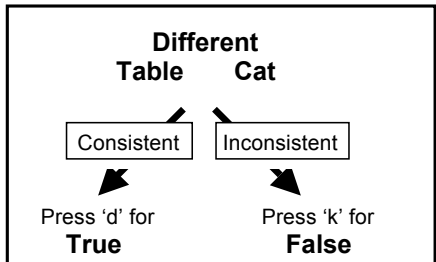 Different
Table Cat
Consistent Inconsistent
Press ‘d’ for Press ‘k’ for
True False